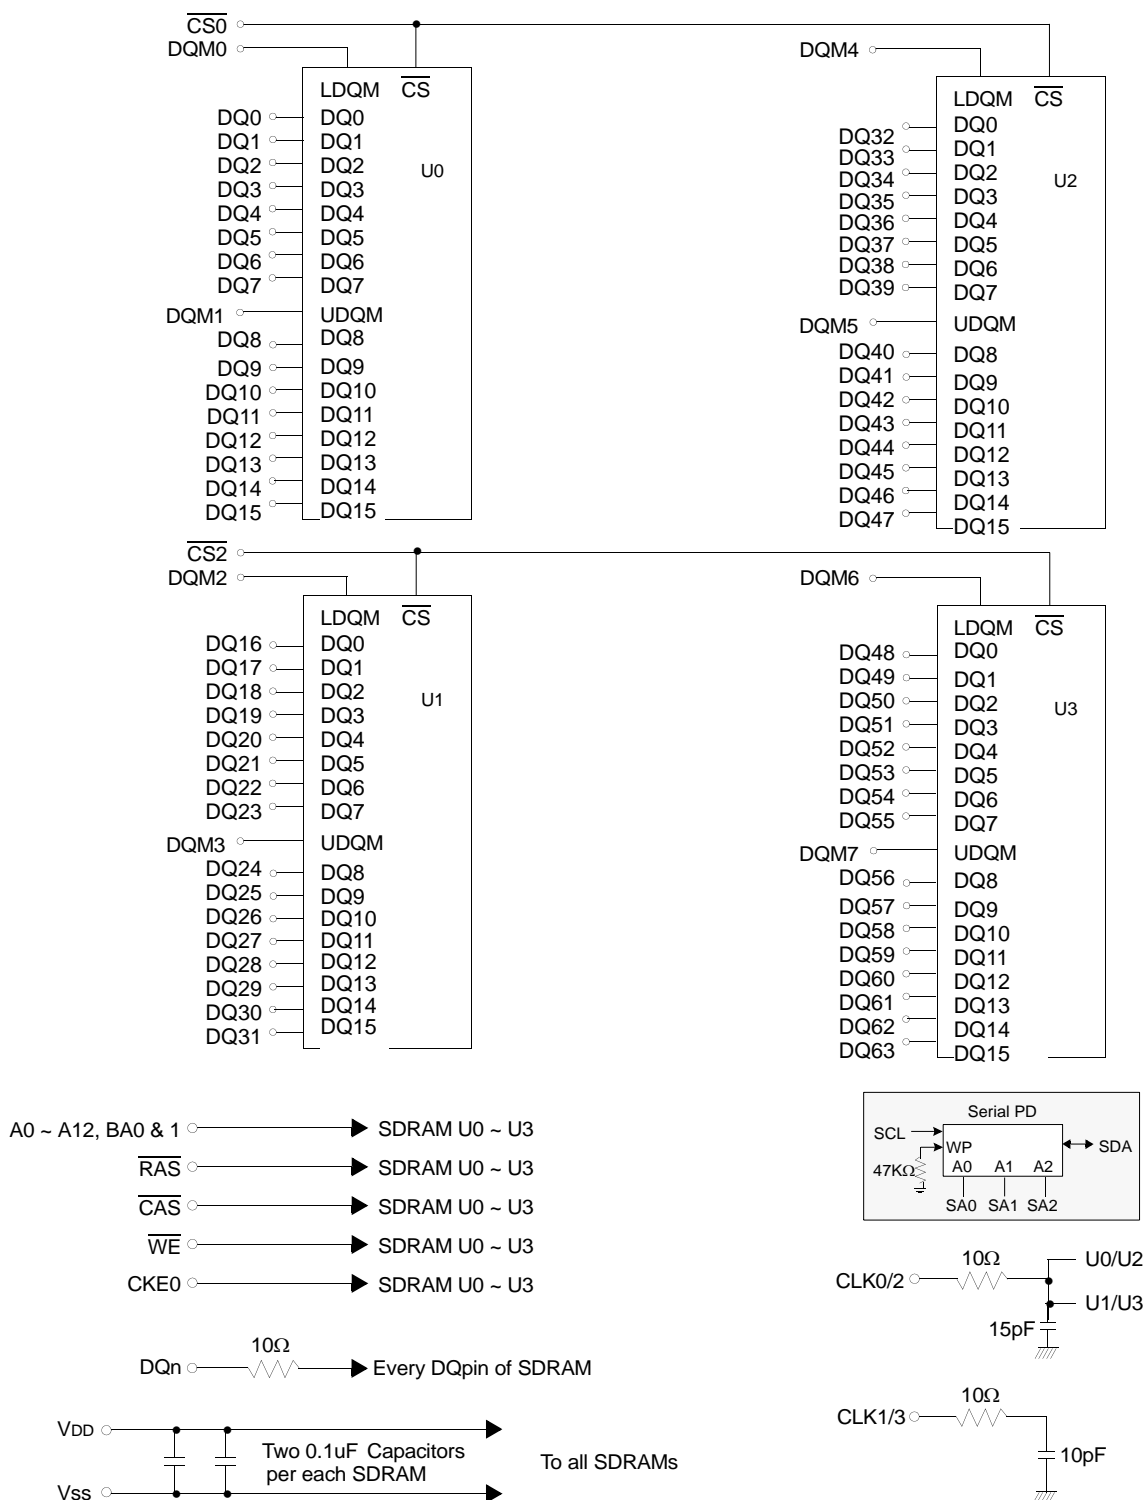 CS0
DQM0
LDQM CS
DQ0 DQ0
DQ1 DQ1
DQ2 DQ2
U0
DQ3 DQ3
DQ4 DQ4
DQ5 DQ5
DQ6 DQ6
DQ7 DQ7
DQM1 UDQM
DQ8 DQ8
DQ9 DQ9
DQ10 DQ10
DQ11 DQ11
DQ12 DQ12
DQ13 DQ13
DQ14 DQ14
DQ15 DQ15
DQM4
LDQM CS
DQ32 DQ0
DQ33 DQ1
DQ34 DQ2
U2
DQ35 DQ3
DQ36 DQ4
DQ37 DQ5
DQ38 DQ6
DQ39 DQ7
DQM5 UDQM
DQ40 DQ8
DQ41 DQ9
DQ42 DQ10
DQ43 DQ11
DQ44 DQ12
DQ45 DQ13
DQ46 DQ14
DQ47 DQ15
CS2
DQM2
LDQM CS
DQ16 DQ0
DQ17 DQ1
DQ18 DQ2
U1
DQ19 DQ3
DQ20 DQ4
DQ21 DQ5
DQ22 DQ6
DQ23 DQ7
DQM3 UDQM
DQ24 DQ8
DQ25 DQ9
DQ26 DQ10
DQ27 DQ11
DQ28 DQ12
DQ29 DQ13
DQ30 DQ14
DQ31 DQ15
DQM6
LDQM CS
DQ48 DQ0
DQ49 DQ1
DQ50 DQ2
U3
DQ51 DQ3
DQ52 DQ4
DQ53 DQ5
DQ54 DQ6
DQ55 DQ7
DQM7 UDQM
DQ56 DQ8
DQ57 DQ9
DQ58 DQ10
DQ59 DQ11
DQ60 DQ12
DQ61 DQ13
DQ62 DQ14
DQ63 DQ15
A0 ~ A12, BA0 & 1 SDRAM U0 ~ U3
RAS SDRAM U0 ~ U3
CAS SDRAM U0 ~ U3
WE SDRAM U0 ~ U3
CKE0 SDRAM U0 ~ U3
10Ω
DQn Every DQpin of SDRAM
VDD
Two 0.1uF Capacitors
per each SDRAM
To all SDRAMs
Vss
Serial PD
SCL
WP
SDA
47KΩ
A0 A1 A2
SA0 SA1 SA2
10Ω
U0/U2
CLK0/2
U1/U3
15pF
10Ω
CLK1/3
10pF